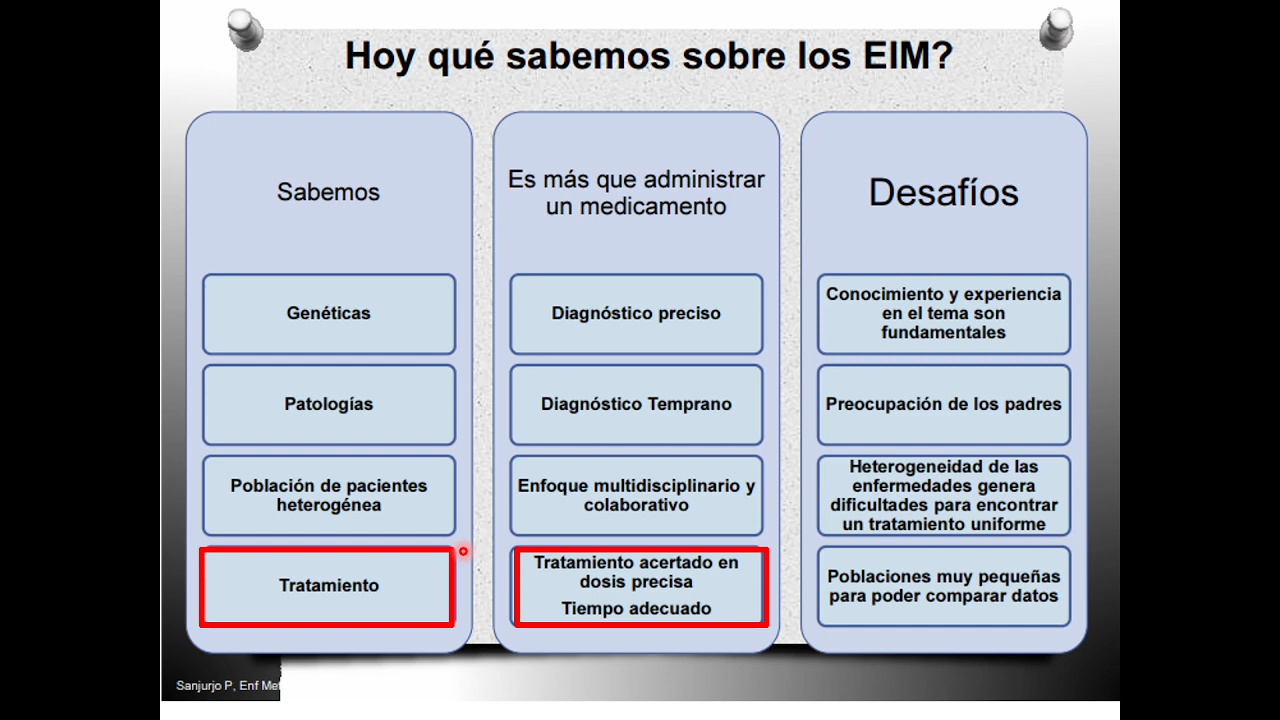 Hoy qué sabemos sobre los EIM?
Sabemos
Genéticas
Patologías
Población de pacientes
heterogénea
Tratamiento
Es más que administrar
un medicamento
Diagnóstico preciso
Diagnóstico Temprano
Enfoque multidisciplinario y
colaborativo
Tratamiento acertado en
dosis precisa
Tiempo adecuado
Desafíos
Conocimiento y experiencia
en el tema son
fundamentales
Preocupación de los padres
Heterogeneidad de las
enfermedades genera
dificultades para encontrar
un tratamiento uniforme
Poblaciones muy pequeñas
para poder comparar datos
Sanjurjo P, Enf